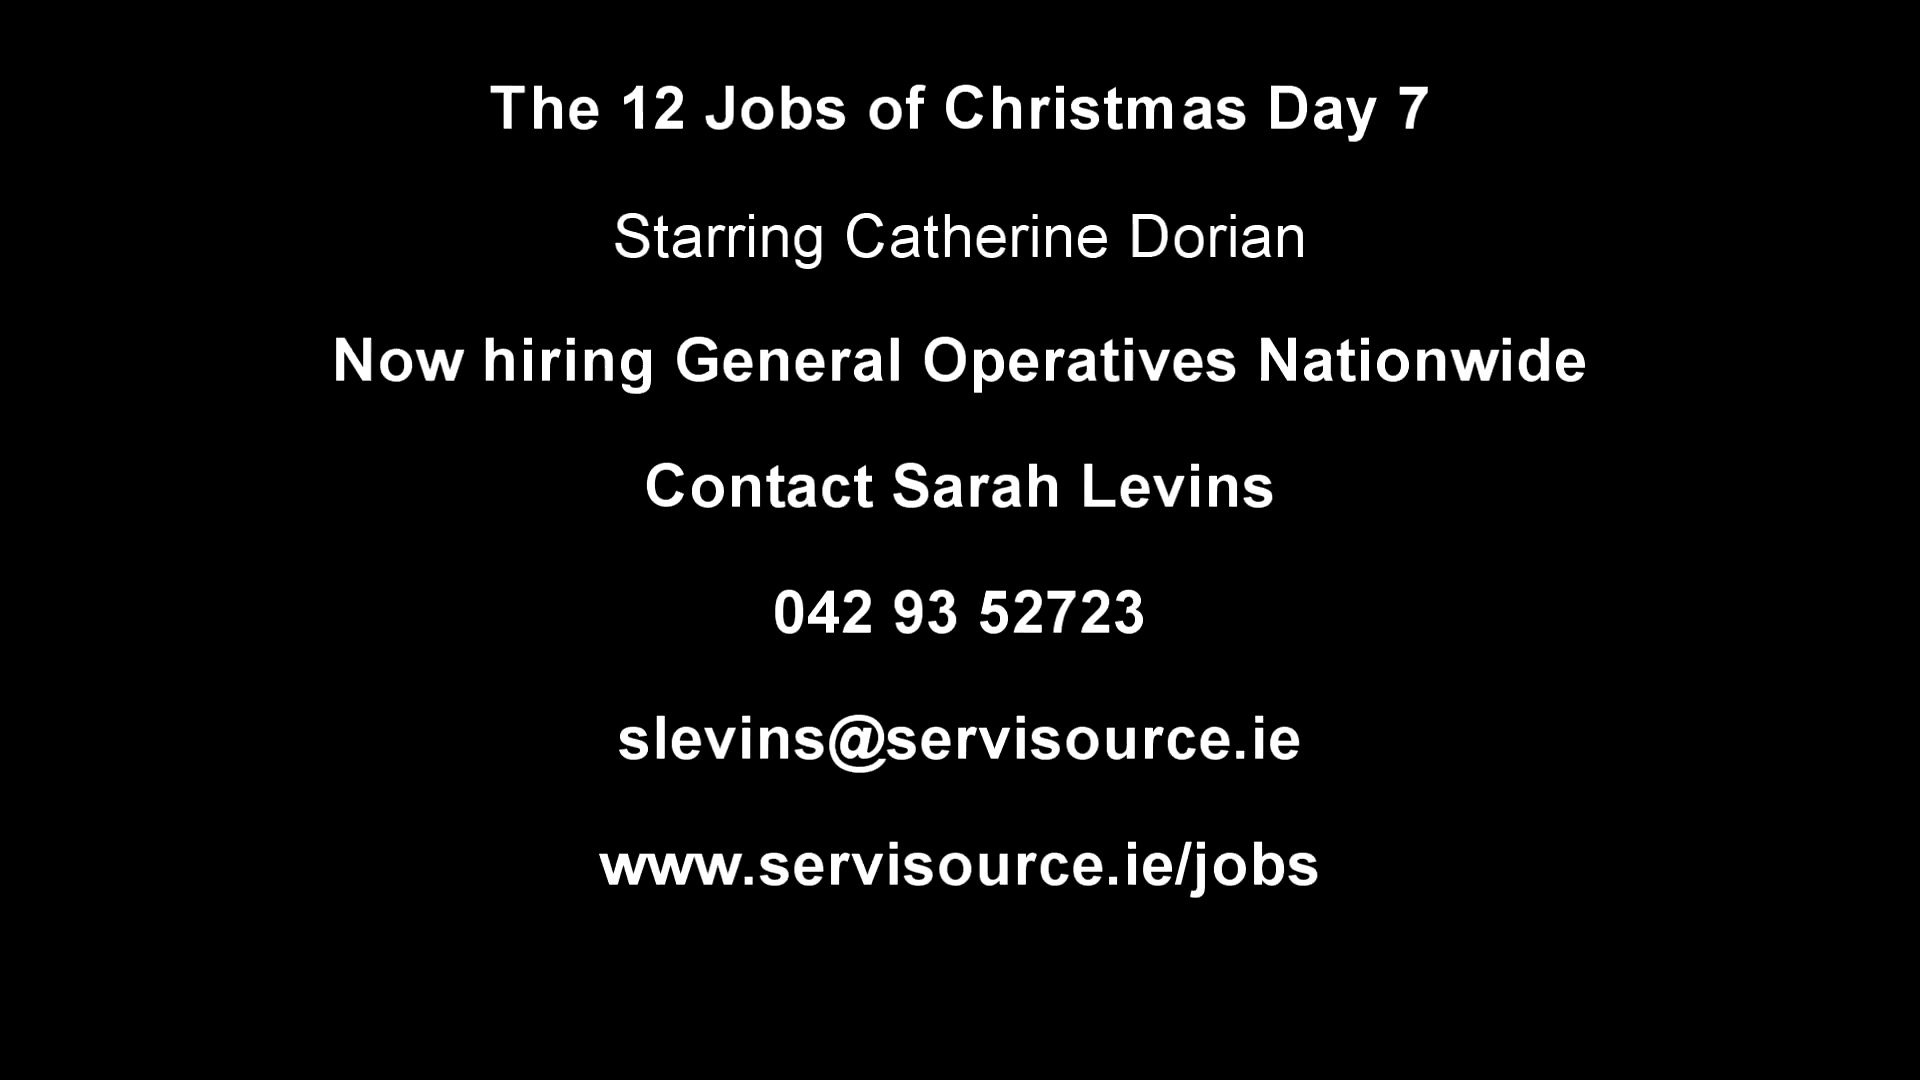 The 12 Jobs of Christmas Day 7
Starring Catherine Dorian
Now hiring General Operatives Nationwide
Contact Sarah Levins
042 93 52723
slevins@servisource.ie
www.servisource.ie/jobs